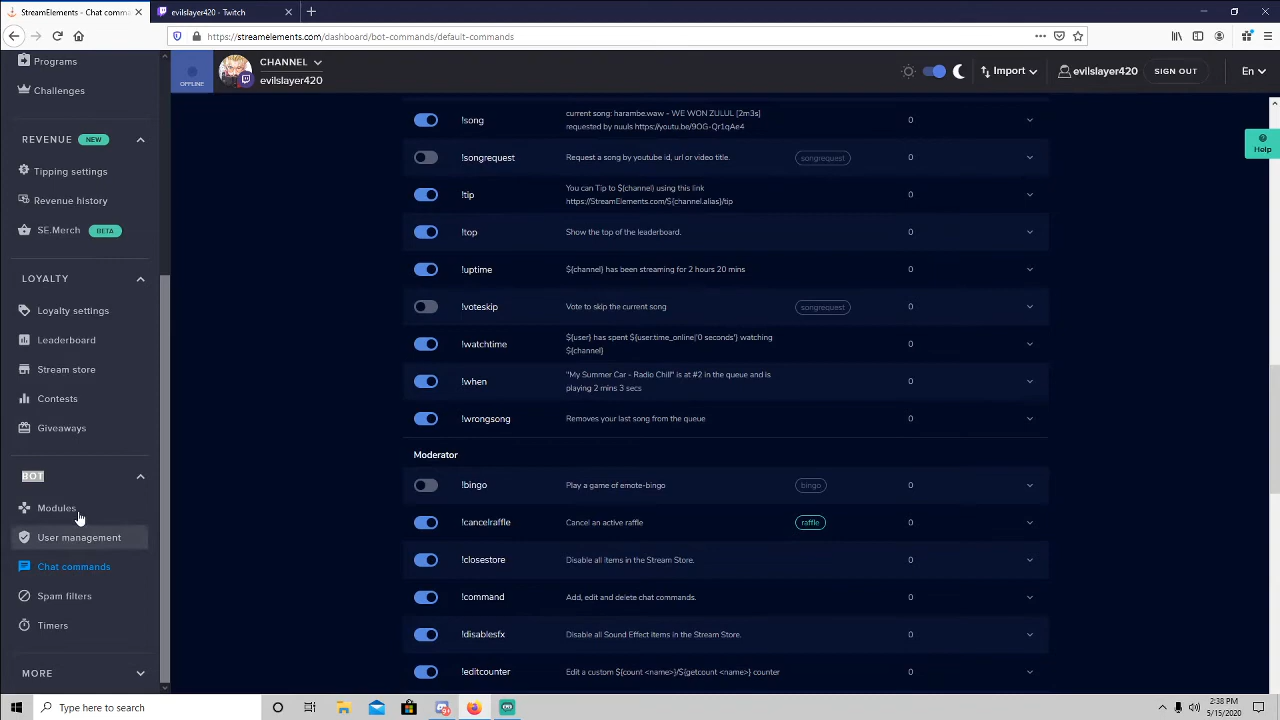 StreamElements - Chat comman
evilslayer420 - Twitch
https://streamelements.com/dashboard/bot-commands/default-commands
OFFLINE
CHANNEL
evilslayer420
Import
evilslayer420
SIGN OUT
En
Help
Programs
Challenges
REVENUE NEW
Tipping settings
Revenue history
SE.Merch BETA
LOYALTY
Loyalty settings
Leaderboard
Stream store
Contests
Giveaways
BOT
Modules
User management
Chat commands
Spam filters
Timers
MORE
!song current song: harambe.waw - WE WON ZULUL [2m3s] 0
requested by nuuls https://youtu.be/9OG-Qr1qAe4
!songrequest Request a song by youtube id, url or video title. songrequest 0
!tip You can Tip to ${channel} using this link 0
https://StreamElements.com/${channel.alias}/tip
!top Show the top of the leaderboard. 0
!uptime ${channel} has been streaming for 2 hours 20 mins 0
!voteskip Vote to skip the current song songrequest 0
!watchtime ${user} has spent ${user.time_online|'0 seconds'} watching 0
${channel}
!when "My Summer Car - Radio Chill" is at #2 in the queue and is 0
playing 2 mins 3 secs
!wrongsong Removes your last song from the queue 0
Moderator
!bingo Play a game of emote-bingo bingo 0
!cancelraffle Cancel an active raffle raffle 0
!closestore Disable all items in the Stream Store. 0
!command Add, edit and delete chat commands. 0
!disablesfx Disable all Sound Effect items in the Stream Store. 0
!editcounter Edit a custom ${count <name>}/${getcount <name>} counter 0
Type here to search
2:38 PM
5/15/2020